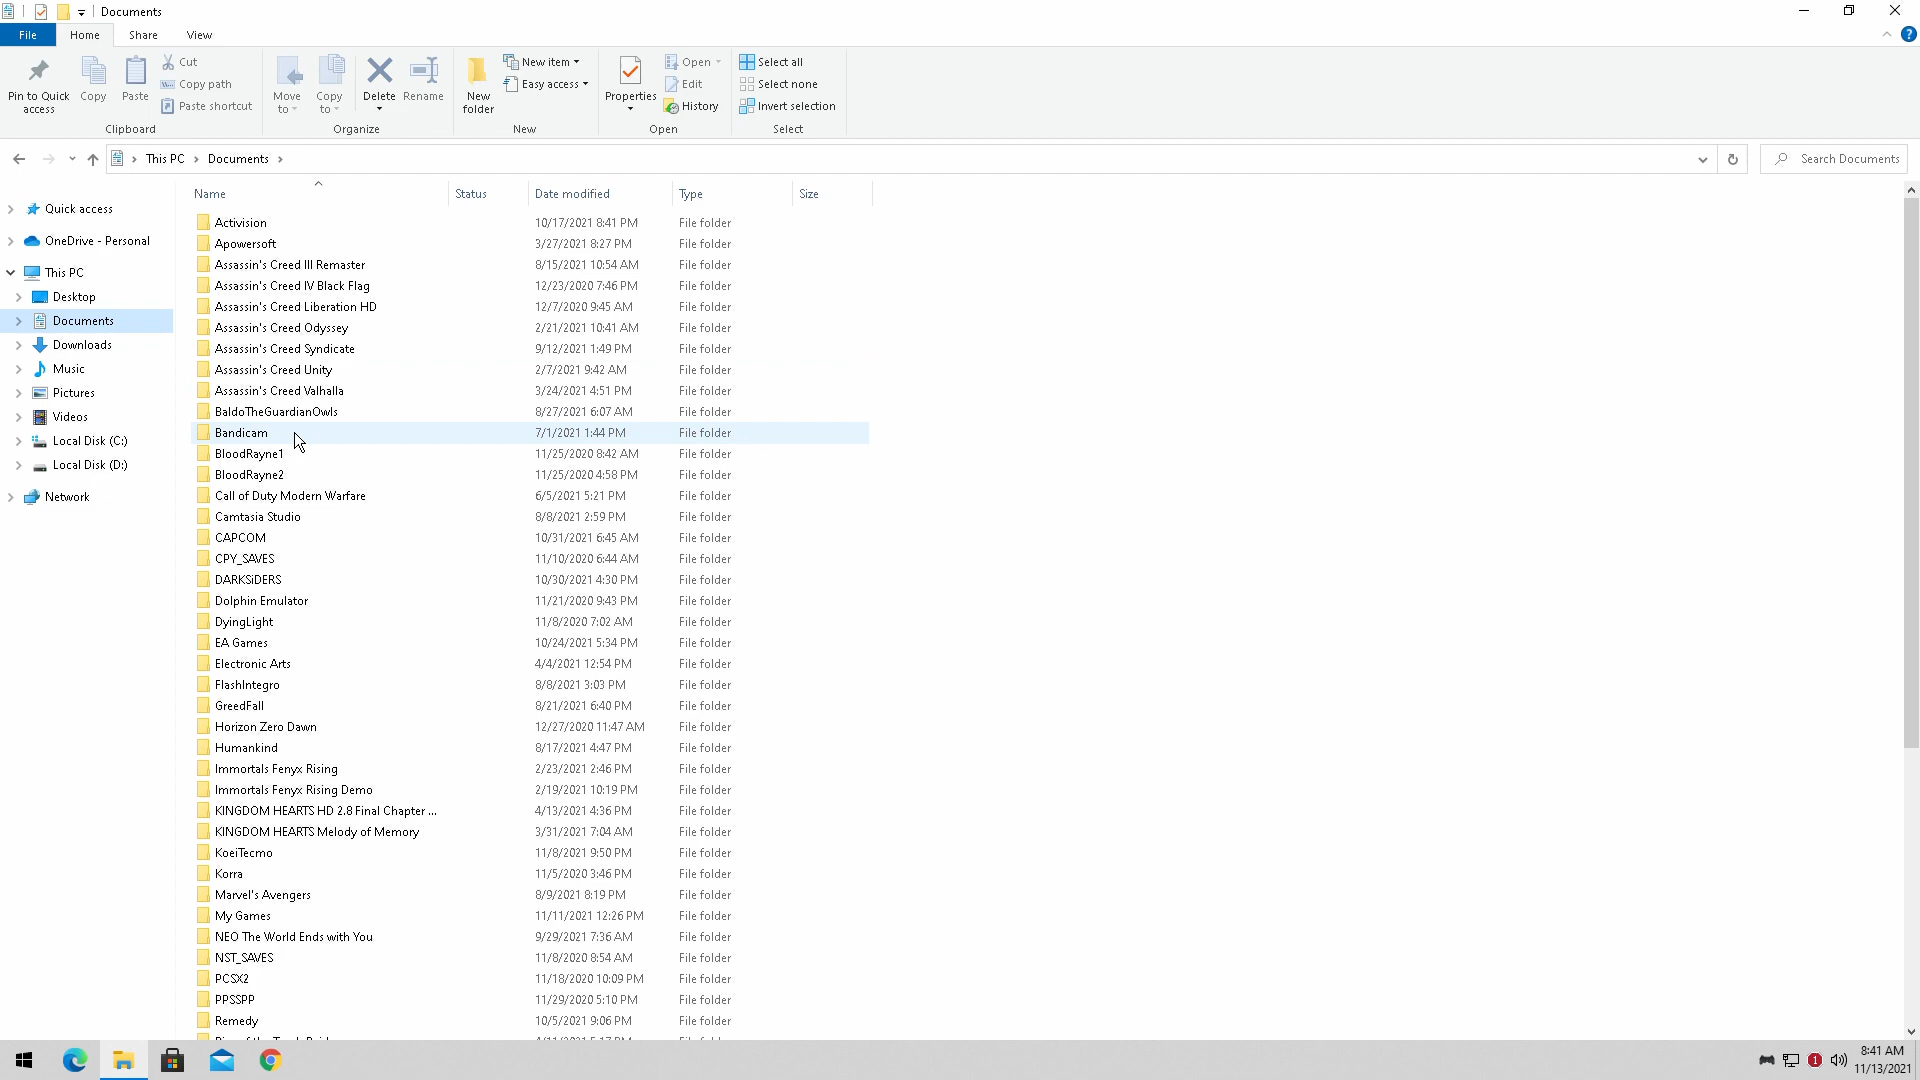 Documents
File Home Share View
Pin to Quick access
Copy
Paste
Cut
Copy path
Paste shortcut
Clipboard
Move to
Copy to
Delete
Rename
Organize
New folder
New item
Easy access
New
Properties
Open
Edit
History
Open
Select all
Select none
Invert selection
Select
This PC Documents
Search Documents
Quick access
OneDrive - Personal
This PC
Desktop
Documents
Downloads
Music
Pictures
Videos
Local Disk (C:)
Local Disk (D:)
Network
Name Status Date modified Type Size
Activision 10/17/2021 8:41 PM File folder
Apowersoft 3/27/2021 8:27 PM File folder
Assassin's Creed III Remaster 8/15/2021 10:54 AM File folder
Assassin's Creed IV Black Flag 12/23/2020 7:46 PM File folder
Assassin's Creed Liberation HD 12/7/2020 9:45 AM File folder
Assassin's Creed Odyssey 2/21/2021 10:41 AM File folder
Assassin's Creed Syndicate 9/12/2021 1:49 PM File folder
Assassin's Creed Unity 2/7/2021 9:42 AM File folder
Assassin's Creed Valhalla 3/24/2021 4:51 PM File folder
BaldoTheGuardianOwls 8/27/2021 6:07 AM File folder
Bandicam 7/1/2021 1:44 PM File folder
BloodRayne1 11/25/2020 8:42 AM File folder
BloodRayne2 11/25/2020 4:58 PM File folder
Call of Duty Modern Warfare 6/5/2021 5:21 PM File folder
Camtasia Studio 8/8/2021 2:59 PM File folder
CAPCOM 10/31/2021 6:45 AM File folder
CPY_SAVES 11/10/2020 6:44 AM File folder
DARKSiDERS 10/30/2021 4:30 PM File folder
Dolphin Emulator 11/21/2020 9:43 PM File folder
DyingLight 11/8/2020 7:02 AM File folder
EA Games 10/24/2021 5:34 PM File folder
Electronic Arts 4/4/2021 12:54 PM File folder
FlashIntegro 8/8/2021 3:03 PM File folder
GreedFall 8/21/2021 6:40 PM File folder
Horizon Zero Dawn 12/27/2020 11:47 AM File folder
Humankind 8/17/2021 4:47 PM File folder
Immortals Fenyx Rising 2/23/2021 2:46 PM File folder
Immortals Fenyx Rising Demo 2/19/2021 10:19 PM File folder
KINGDOM HEARTS HD 2.8 Final Chapter ... 4/13/2021 4:36 PM File folder
KINGDOM HEARTS Melody of Memory 3/31/2021 7:04 AM File folder
KoeiTecmo 11/8/2021 9:50 PM File folder
Korra 11/5/2020 3:46 PM File folder
Marvel's Avengers 8/9/2021 8:19 PM File folder
My Games 11/11/2021 12:26 PM File folder
NEO The World Ends with You 9/29/2021 7:36 AM File folder
NST_SAVES 11/8/2020 8:54 AM File folder
PCSX2 11/18/2020 10:09 PM File folder
PPSSPP 11/29/2020 5:10 PM File folder
Remedy 10/5/2021 9:06 PM File folder
1
8:41 AM
11/13/2021